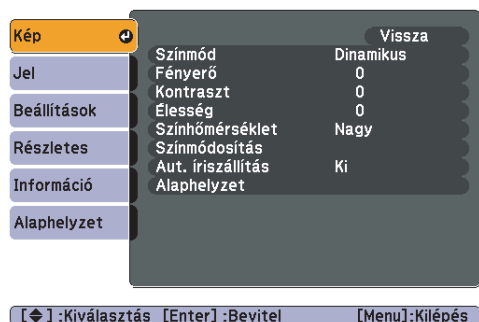 Kép
Jel
Beállítások
Részletes
Információ
Alaphelyzet
Vissza
Színmód Dinamikus
Fényerő 0
Kontraszt 0
Élesség 0
Színhőmérséklet Nagy
Színmódosítás
Aut. íriszállítás Ki
Alaphelyzet
[◆] :Kiválasztás [Enter] :Bevitel [Menu]:Kilépés